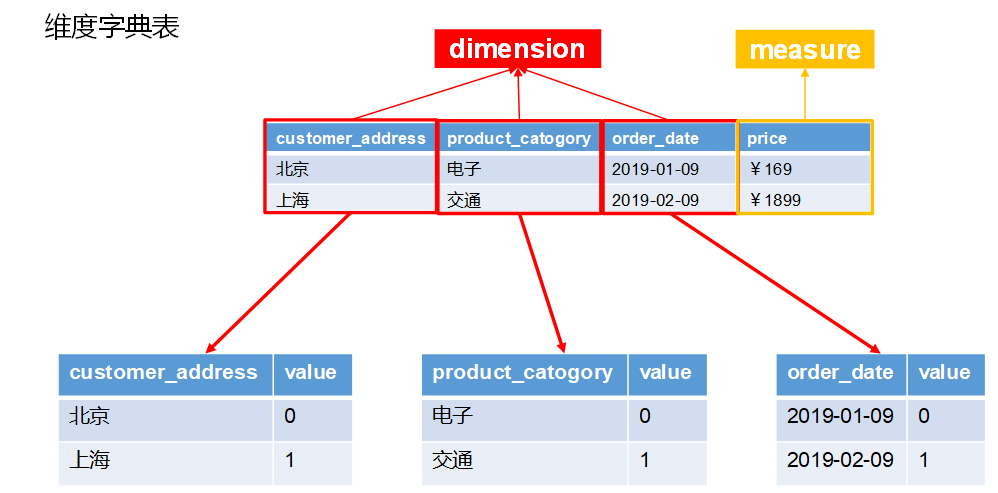 维度字典表
dimension
measure
customer_address product_catogory order_date price
北京 电子 2019-01-09 ￥169
上海 交通 2019-02-09 ￥1899
customer_address value
北京 0
上海 1
product_catogory value
电子 0
交通 1
order_date value
2019-01-09 0
2019-02-09 1